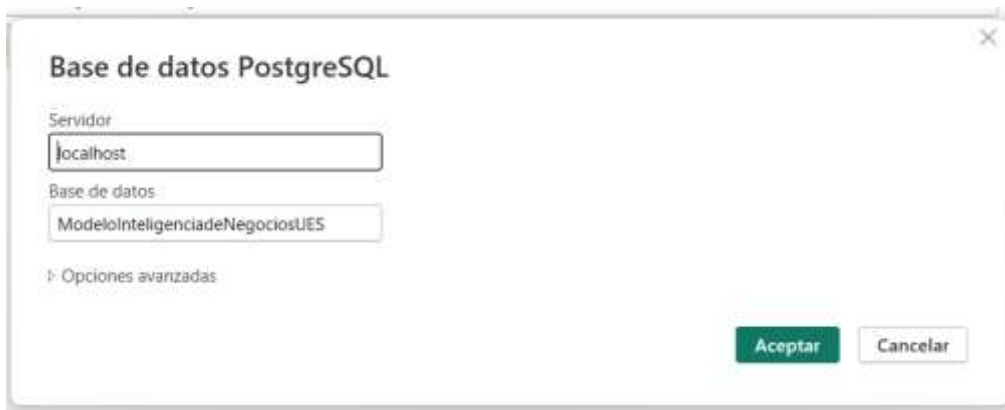 Base de datos PostgreSQL
Servidor
localhost
Base de datos
ModeloInteligenciadeNegociosUES
Opciones avanzadas
Aceptar
Cancelar